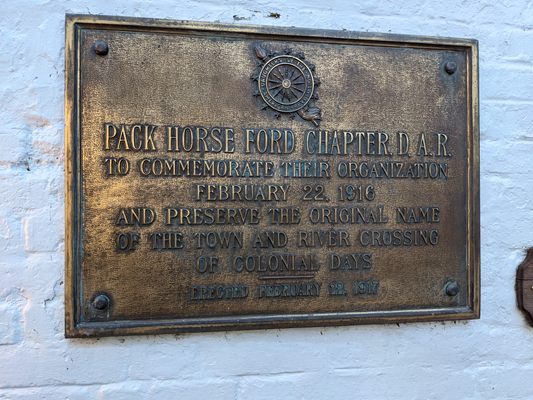 PACK HORSE FORD CHAPTER, D.A.R.
TO COMMEMORATE THEIR ORGANIZATION
FEBRUARY 22, 1916
AND PRESERVE THE ORIGINAL NAME
OF THE TOWN AND RIVER CROSSING
OF COLONIAL DAYS
ERECTED FEBRUARY 22, 1917